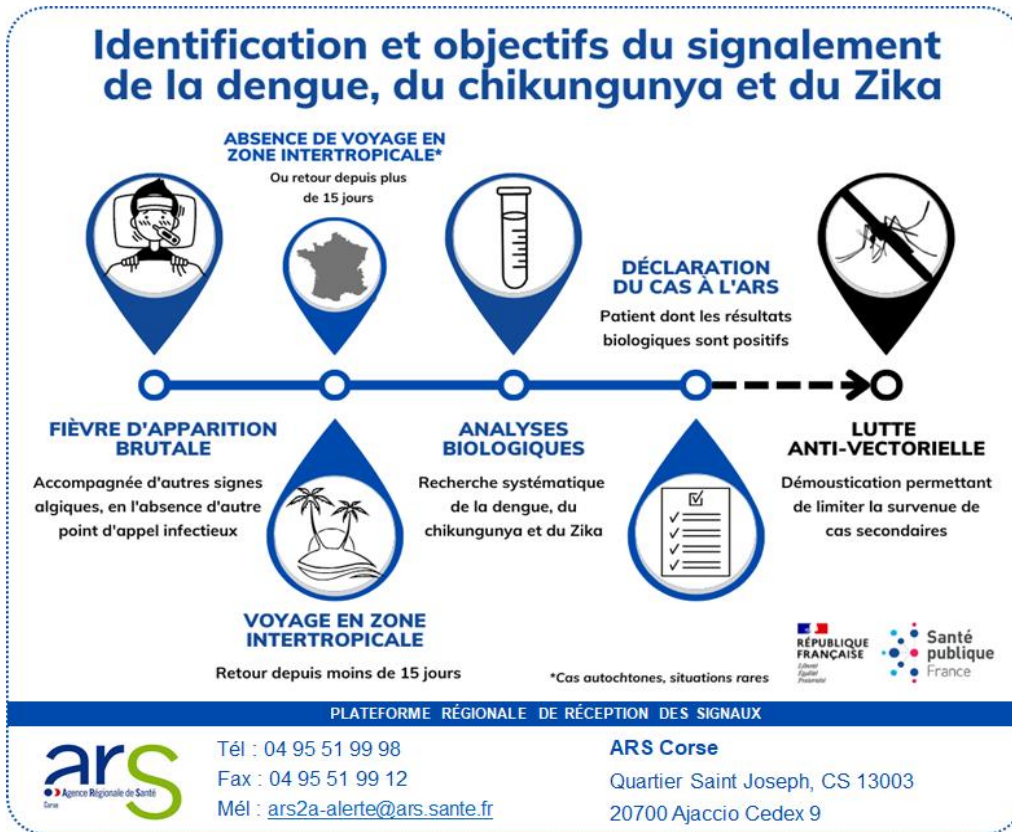 Identification et objectifs du signalement
de la dengue, du chikungunya et du Zika
ABSENCE DE VOYAGE EN
ZONE INTERTROPICALE*
Ou retour depuis plus
de 15 jours
DÉCLARATION
DU CAS À L'ARS
Patient dont les résultats
biologiques sont positifs
FIÈVRE D'APPARITION
BRUTALE
Accompagnée d'autres signes
algiques, en l'absence d'autre
point d'appel infectieux
ANALYSES
BIOLOGIQUES
Recherche systématique
de la dengue, du
chikungunya et du Zika
LUTTE
ANTI-VECTORIELLE
Démoustication permettant
de limiter la survenue de
cas secondaires
VOYAGE EN ZONE
INTERTROPICALE
Retour depuis moins de 15 jours
*Cas autochtones, situations rares
RÉPUBLIQUE
FRANÇAISE
Liberté
Égalité
Fraternité
Santé
publique
France
PLATEFORME RÉGIONALE DE RÉCEPTION DES SIGNAUX
ars
Agence Régionale de Santé
Corse
Tél : 04 95 51 99 98
Fax : 04 95 51 99 12
Mél : ars2a-alerte@ars.sante.fr
ARS Corse
Quartier Saint Joseph, CS 13003
20700 Ajaccio Cedex 9